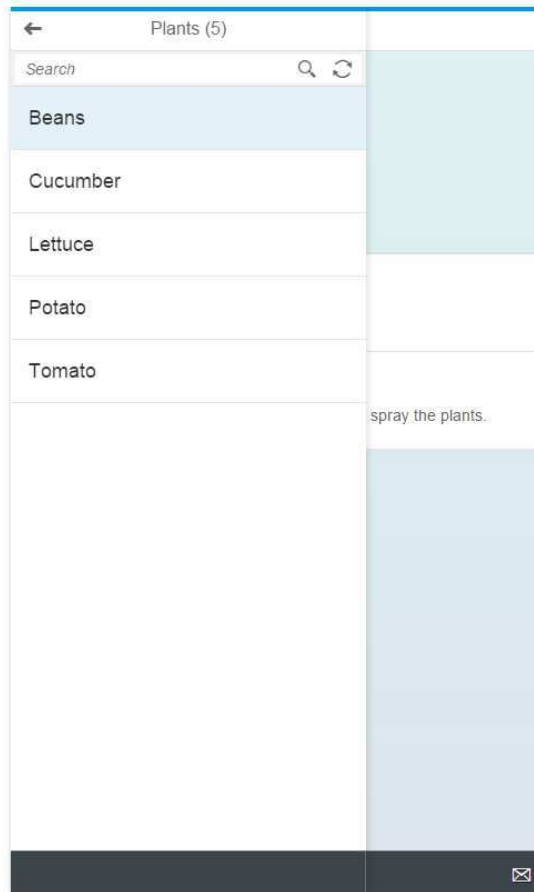 Plants (5)
Search
Beans
Cucumber
Lettuce
Potato
Tomato
spray the plants.